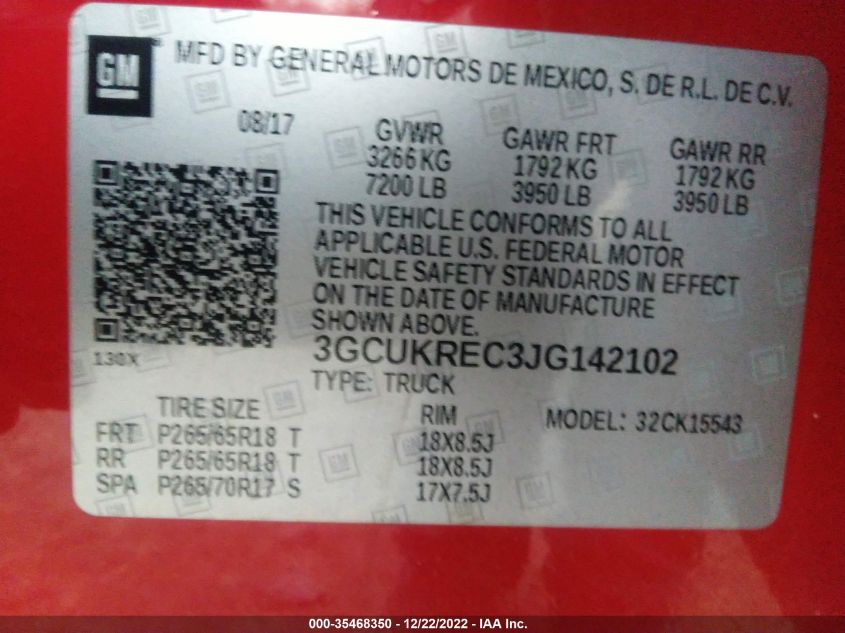 GM
MFD BY GENERAL MOTORS DE MEXICO, S. DE R.L. DE C.V.
08/17
GVWR GAWR FRT GAWR RR
3266 KG 1792 KG 1792 KG
7200 LB 3950 LB 3950 LB
THIS VEHICLE CONFORMS TO ALL
APPLICABLE U.S. FEDERAL MOTOR
VEHICLE SAFETY STANDARDS IN EFFECT
ON THE DATE OF MANUFACTURE
SHOWN ABOVE.
130X
3GCUKREC3JG142102
TYPE: TRUCK
TIRE SIZE RIM MODEL: 32CK15543
FRT P265/65R18 T 18X8.5J
RR P265/65R18 T 18X8.5J
SPA P265/70R17 S 17X7.5J
000-35468350 - 12/22/2022 - IAA Inc.